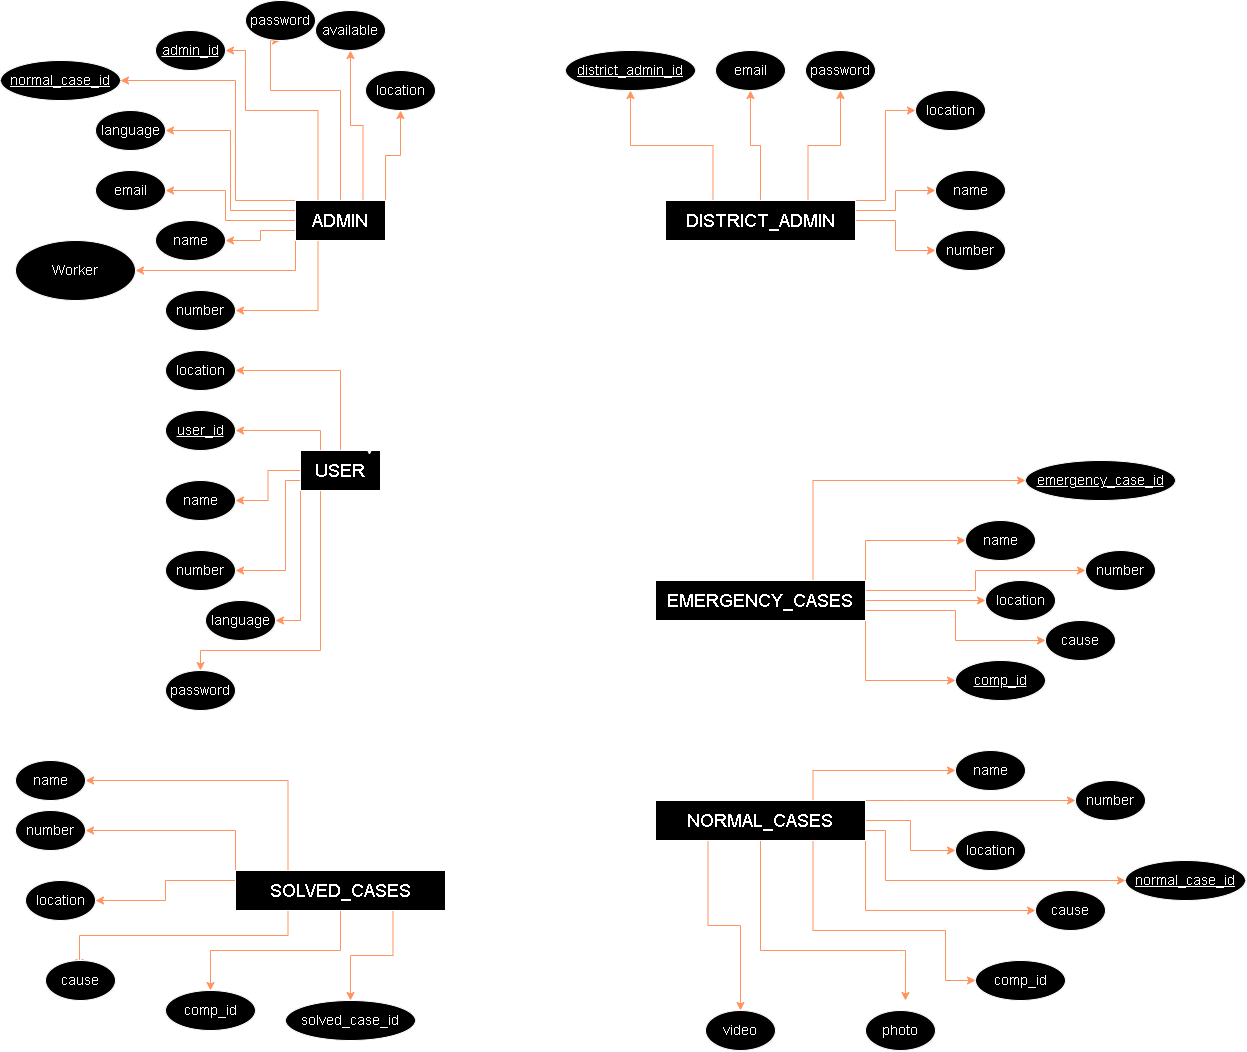 password
available
admin_id
normal_case_id
location
language
email
name
Worker
number
ADMIN
district_admin_id
email
password
location
name
number
DISTRICT_ADMIN
location
user_id
USER
name
number
language
password
emergency_case_id
name
number
location
EMERGENCY_CASES
cause
comp_id
name
number
location
SOLVED_CASES
cause
comp_id
solved_case_id
name
number
NORMAL_CASES
location
normal_case_id
cause
comp_id
video
photo